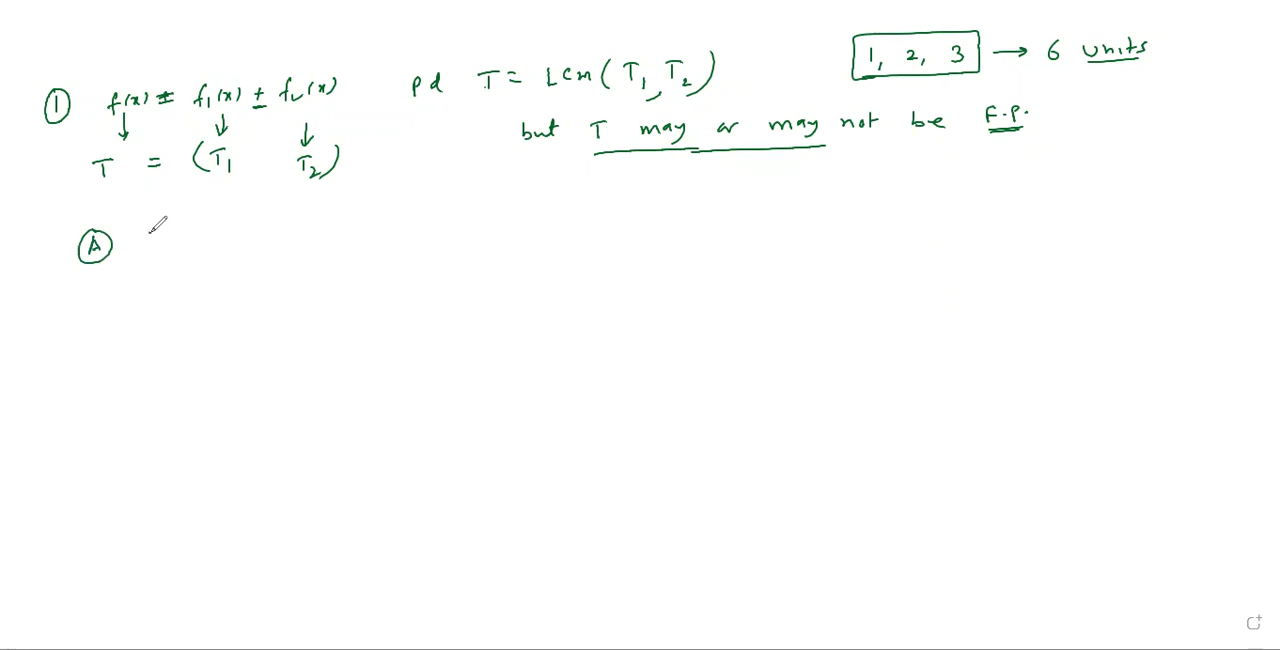 ① f(x) ± f₁(x) ± f₂(x) pd T = Lcm(T₁, T₂) 1, 2, 3 → 6 units
↓ ↓ ↓ but T may or may not be F.P.
T = (T₁ T₂)
Ⓐ